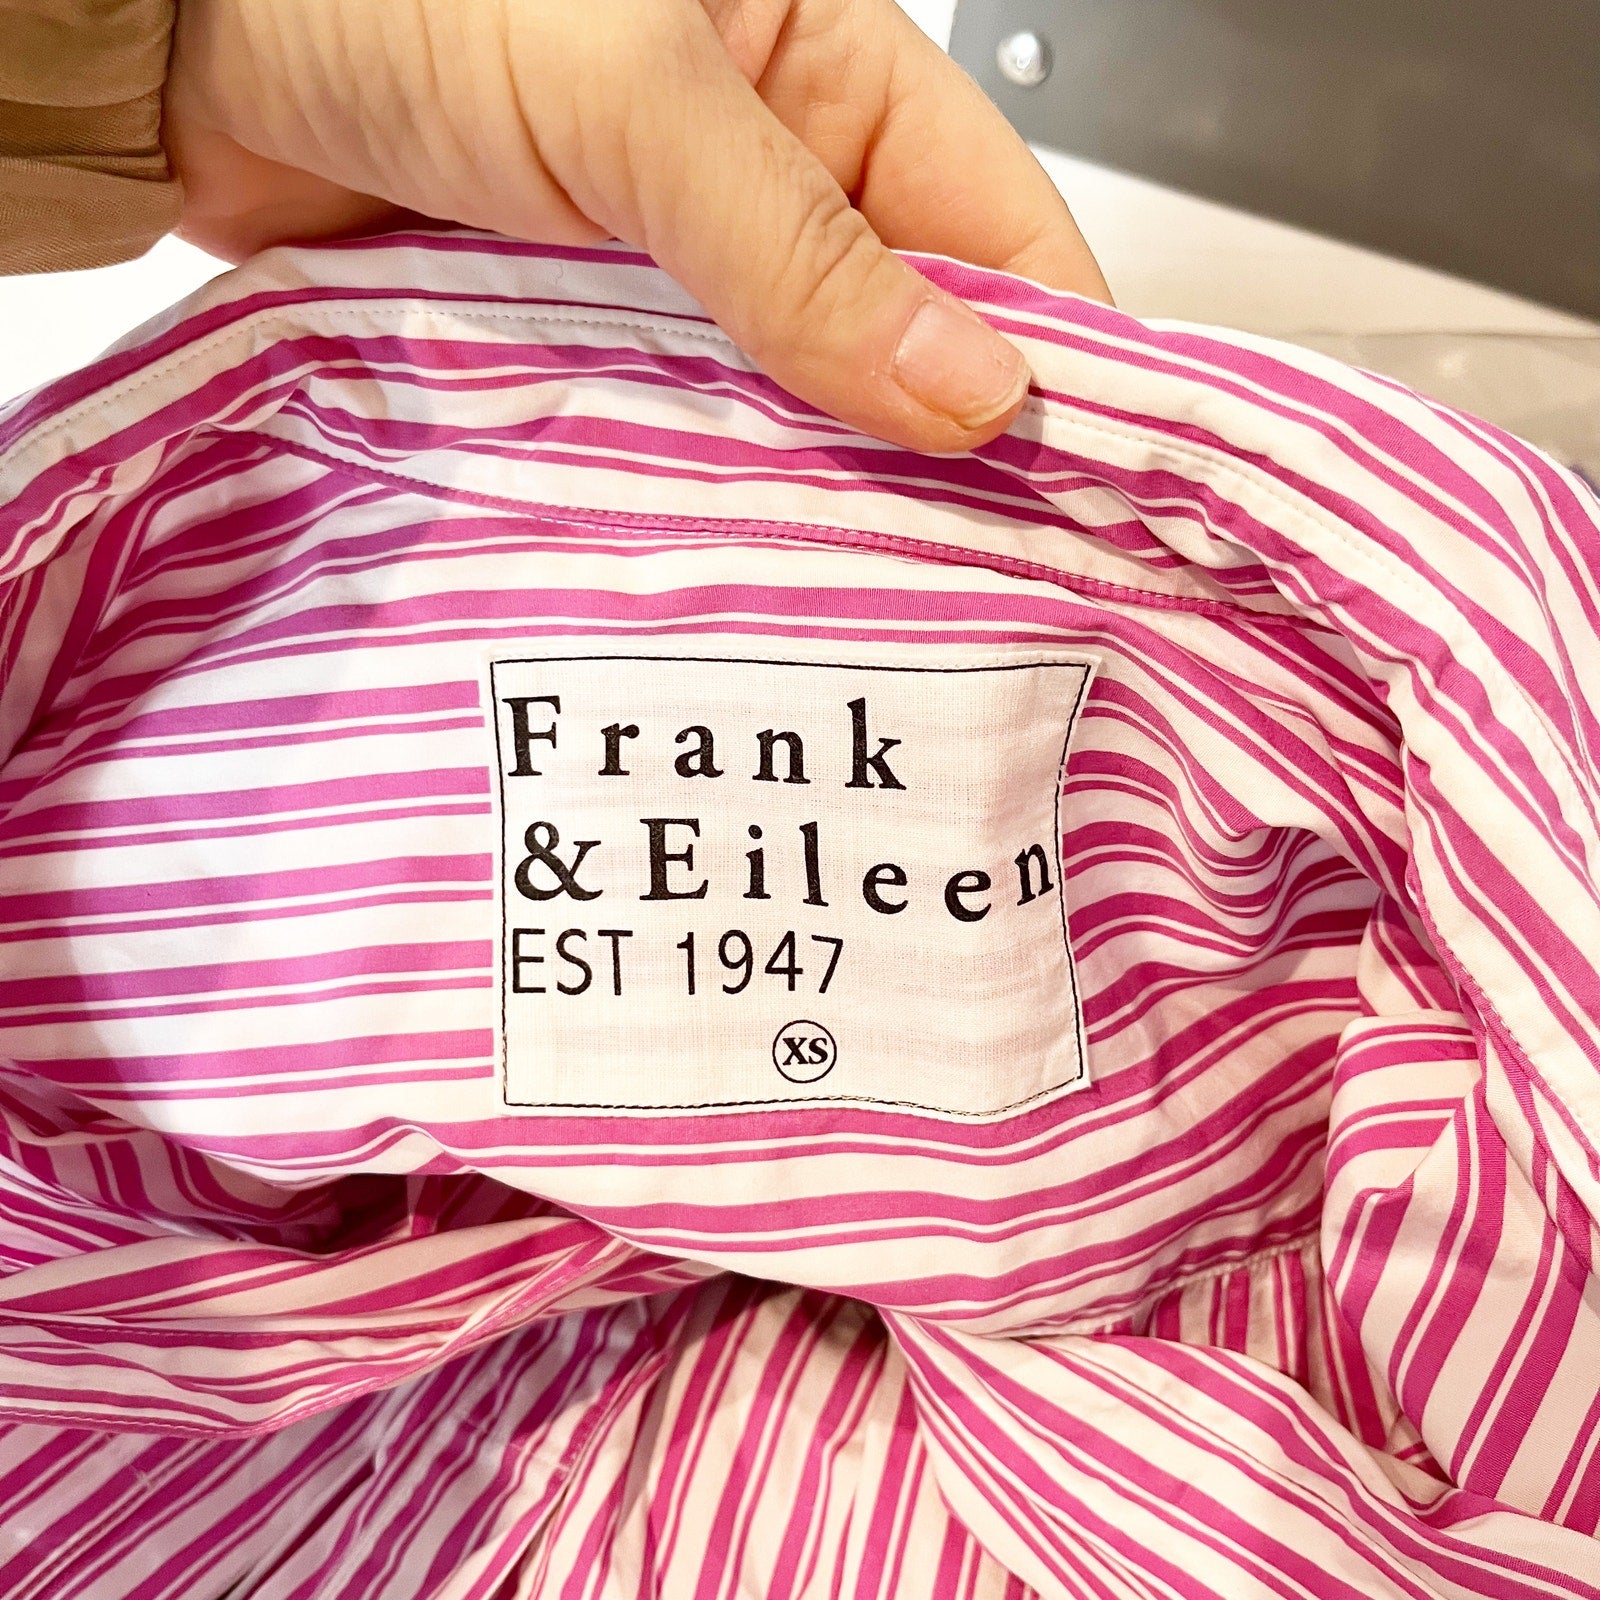 Frank
& Eileen
EST 1947
XS